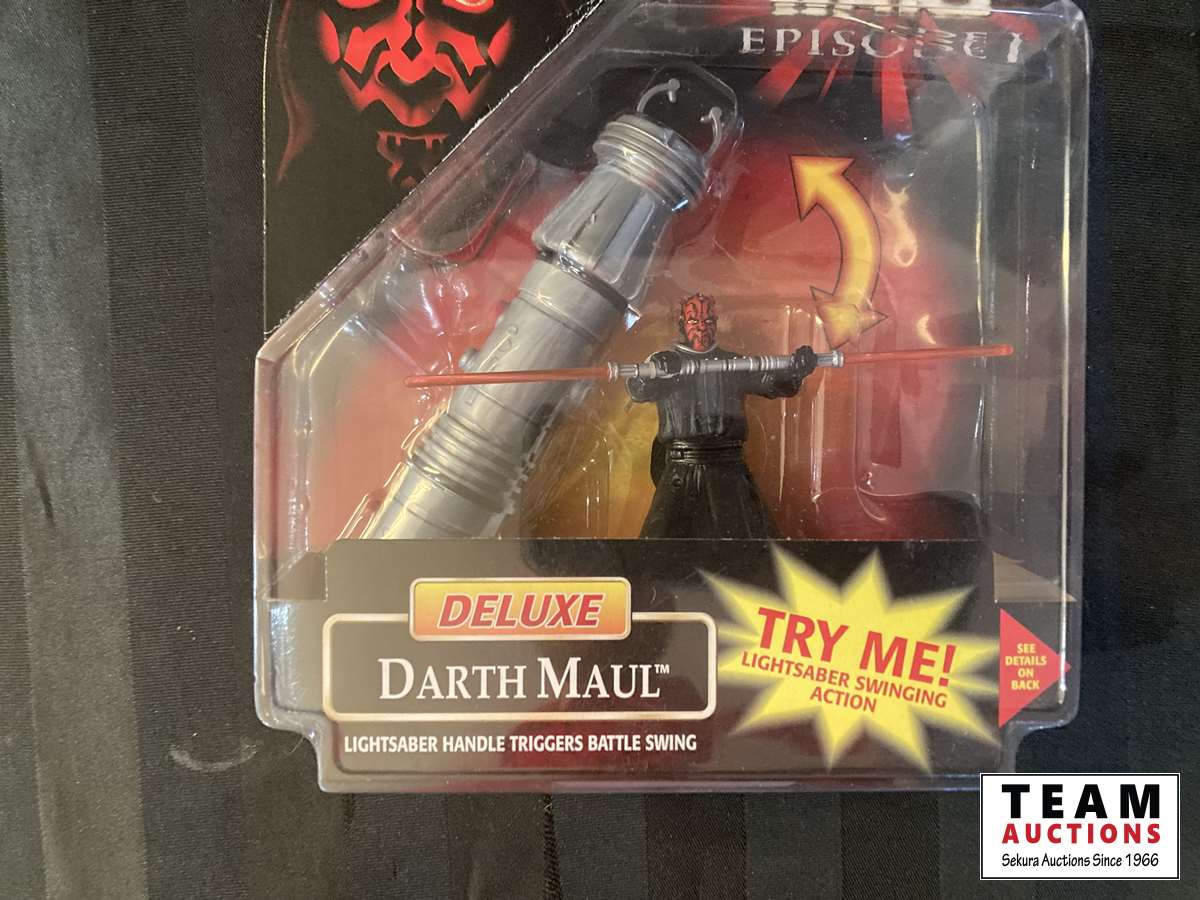 EPISODE I
DELUXE
DARTH MAUL™
LIGHTSABER HANDLE TRIGGERS BATTLE SWING
TRY ME!
LIGHTSABER SWINGING
ACTION
SEE
DETAILS
ON
BACK
TEAM
AUCTIONS
Sekura Auctions Since 1966